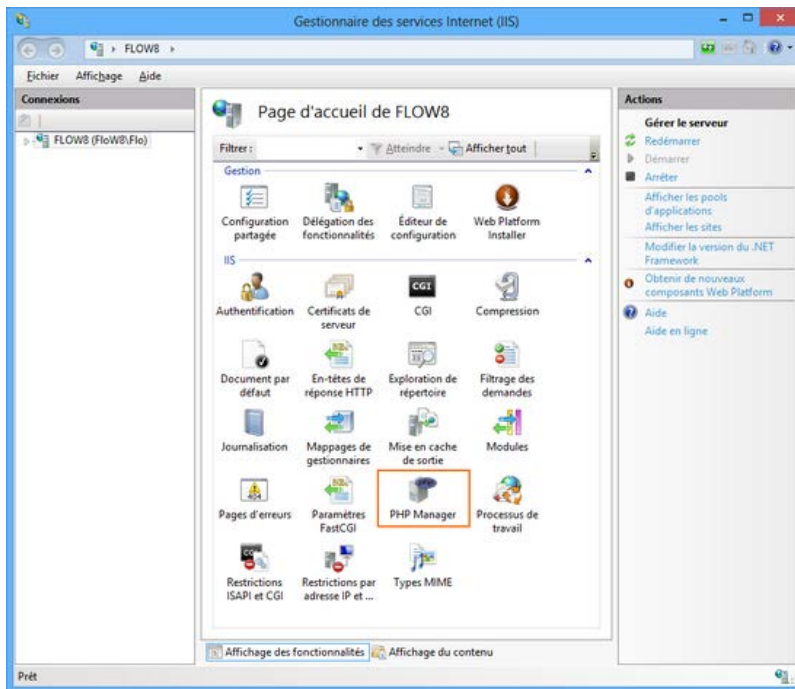 Gestionnaire des services Internet (IIS)
FLOW8
Fichier Affichage Aide
Connexions
FLOW8 (FloW8\Flo)
Page d'accueil de FLOW8
Filtrer :
Atteindre
Afficher tout
Gestion
Configuration partagée
Délégation des fonctionnalités
Éditeur de configuration
Web Platform Installer
IIS
Authentification
Certificats de serveur
CGI
CGI
Compression
Document par défaut
En-têtes de réponse HTTP
Exploration de répertoire
Filtrage des demandes
Journalisation
Mappages de gestionnaires
Mise en cache de sortie
Modules
Pages d'erreurs
Paramètres FastCGI
php
PHP Manager
Processus de travail
Restrictions ISAPI et CGI
Restrictions par adresse IP et ...
Types MIME
Affichage des fonctionnalités
Affichage du contenu
Actions
Gérer le serveur
Redémarrer
Démarrer
Arrêter
Afficher les pools d'applications
Afficher les sites
Modifier la version du .NET Framework
Obtenir de nouveaux composants Web Platform
Aide
Aide en ligne
Prêt